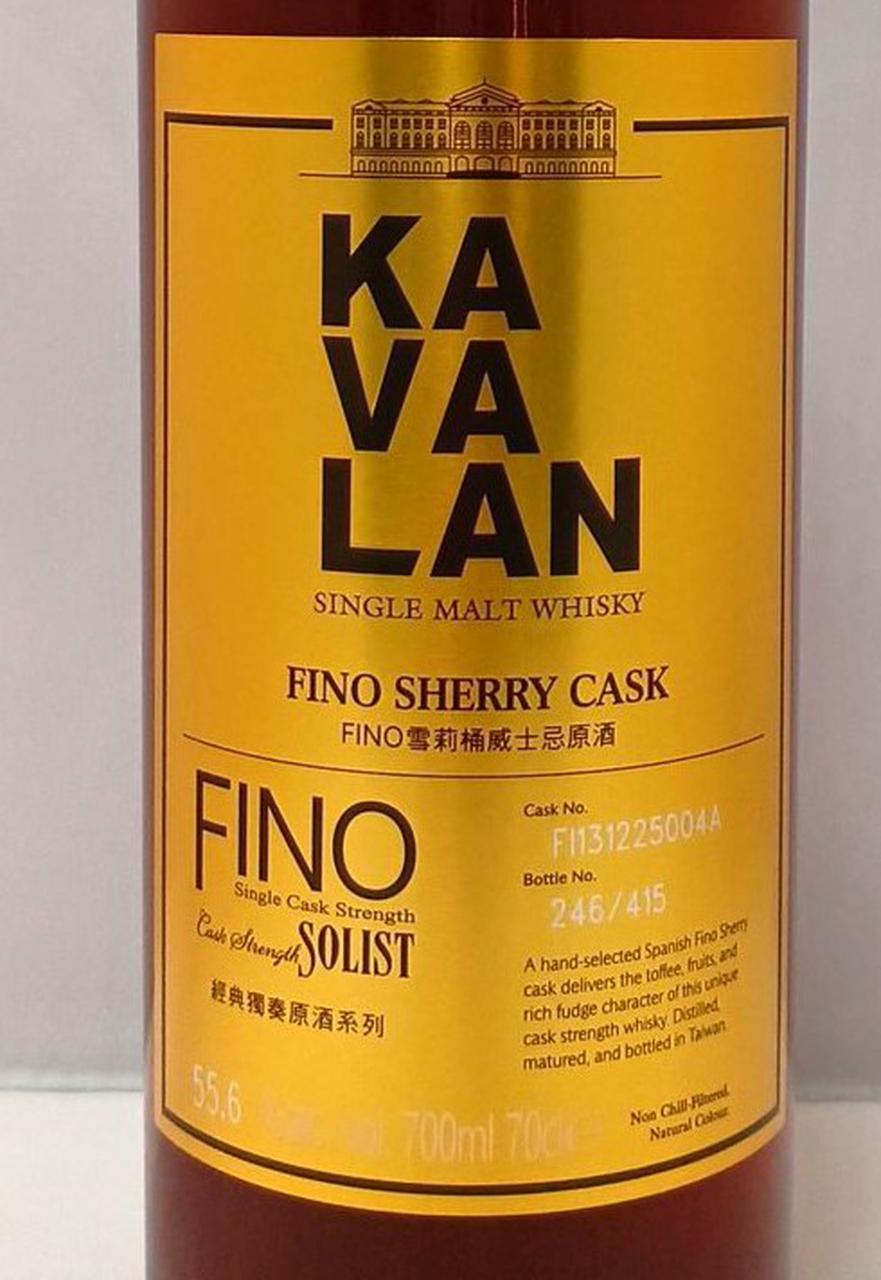 KA
VA
LAN
SINGLE MALT WHISKY
FINO SHERRY CASK
FINO雪莉桶威士忌原酒
FINO
Single Cask Strength
Cask Strength SOLIST
經典獨奏原酒系列
Cask No.
FI131225004A
Bottle No.
246/415
A hand-selected Spanish Fino Sherry
cask delivers the toffee, fruits, and
rich fudge character of this unique
cask strength whisky. Distilled,
matured, and bottled in Taiwan.
55.6 700ml
Non Chill-Filtered.
Natural Colour.